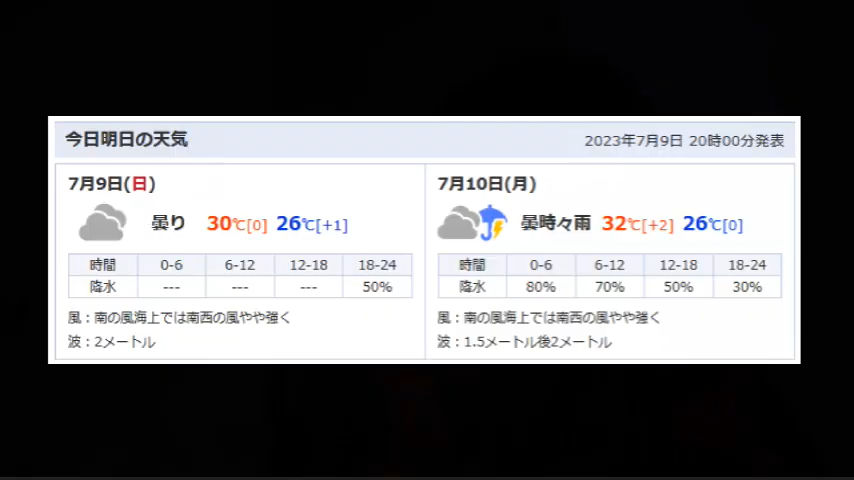 今日明日の天気
2023年7月9日 20時00分発表
7月9日(日)
曇り 30℃[0] 26℃[+1]
時間 0-6 6-12 12-18 18-24
降水 --- --- --- 50%
風：南の風海上では南西の風やや強く
波：2メートル
7月10日(月)
曇時々雨 32℃[+2] 26℃[0]
時間 0-6 6-12 12-18 18-24
降水 80% 70% 50% 30%
風：南の風海上では南西の風やや強く
波：1.5メートル後2メートル